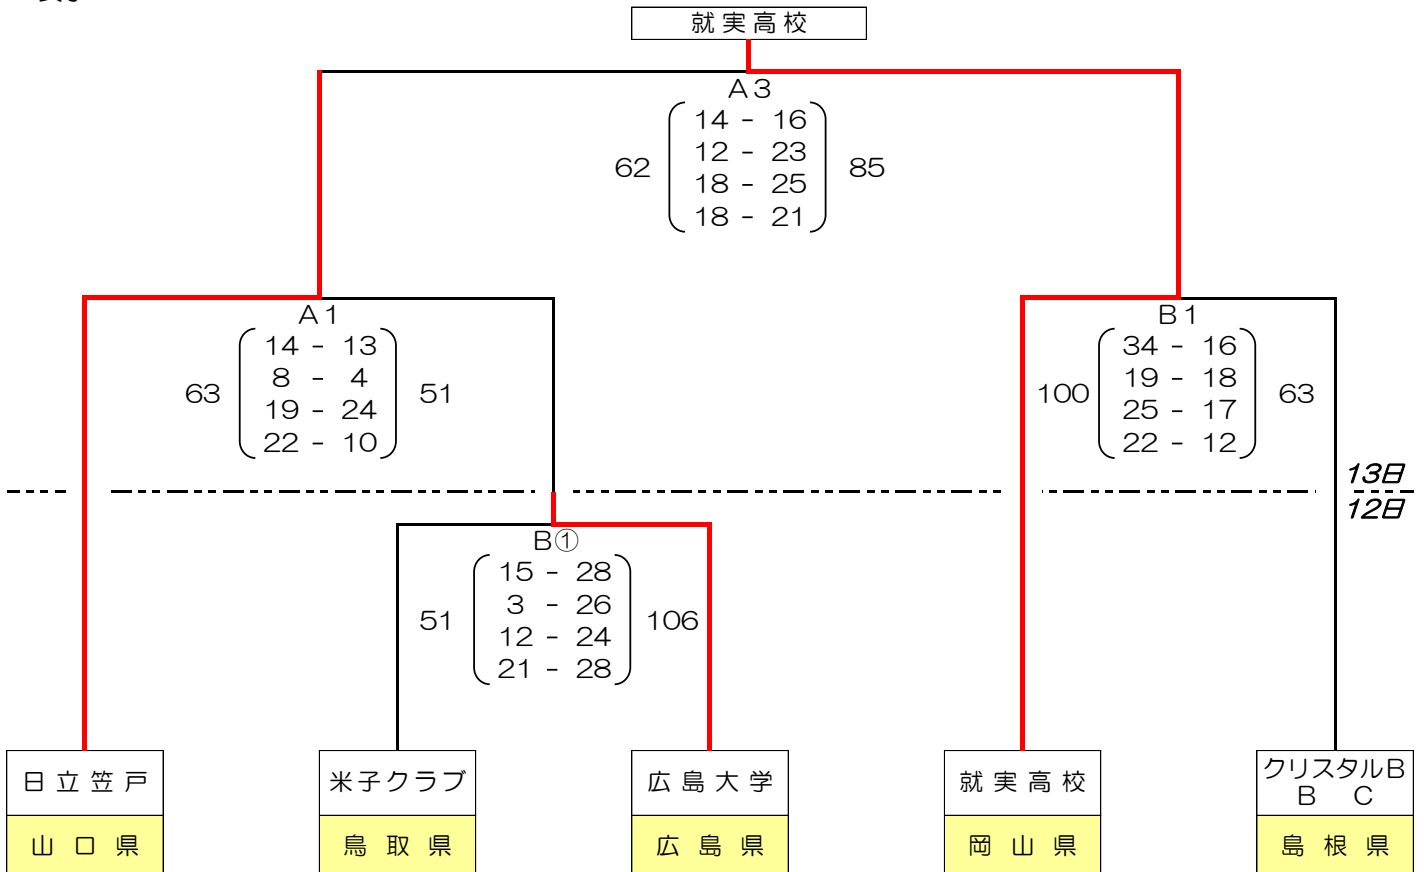 就実高校
A3
14 - 16
12 - 23
62 85
18 - 25
18 - 21
A1
14 - 13
8 - 4
63 51
19 - 24
22 - 10
B1
34 - 16
19 - 18
100 63
25 - 17
22 - 12
13日
12日
B①
15 - 28
3 - 26
51 106
12 - 24
21 - 28
日立笠戸
米子クラブ
広島大学
就実高校
クリスタルB
B C
山口県
鳥取県
広島県
岡山県
島根県